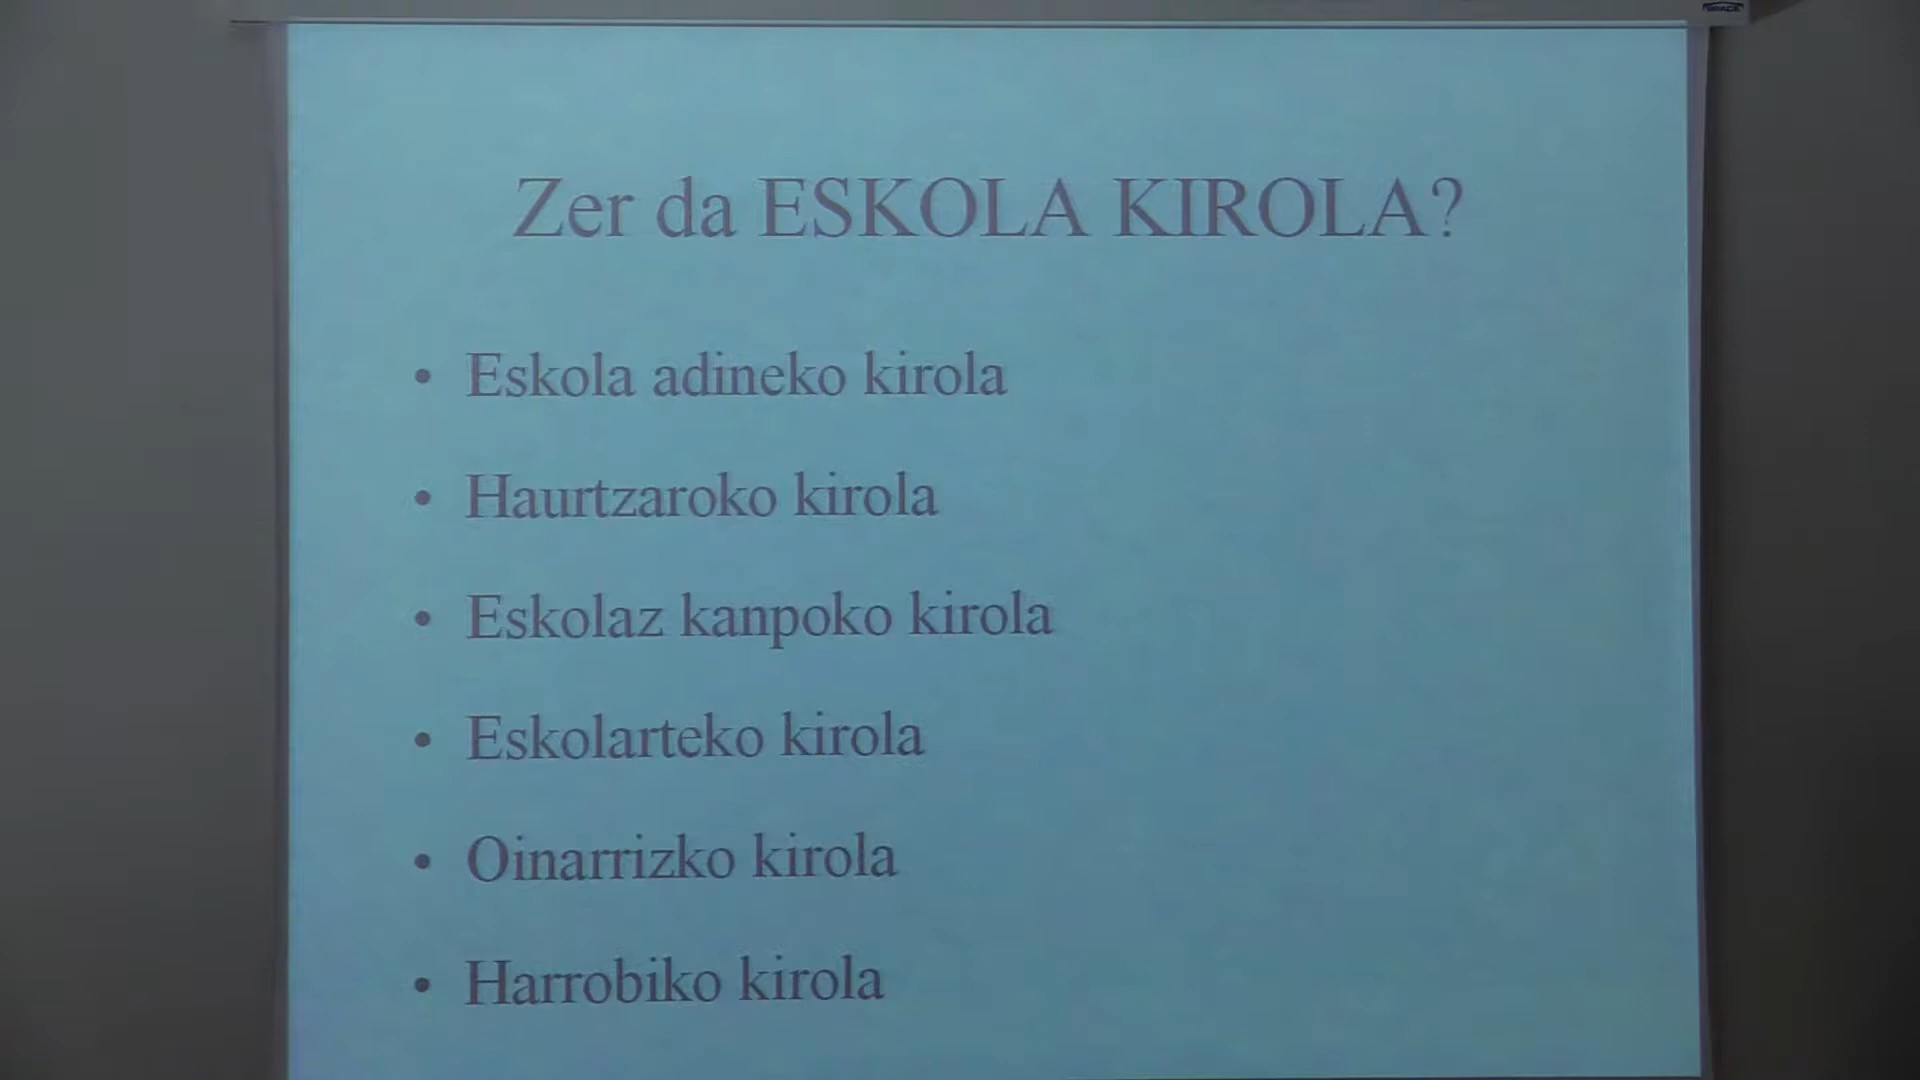 Zer da ESKOLA KIROLA?
• Eskola adineko kirola
• Haurtzaroko kirola
• Eskolaz kanpoko kirola
• Eskolarteko kirola
• Oinarrizko kirola
• Harrobiko kirola